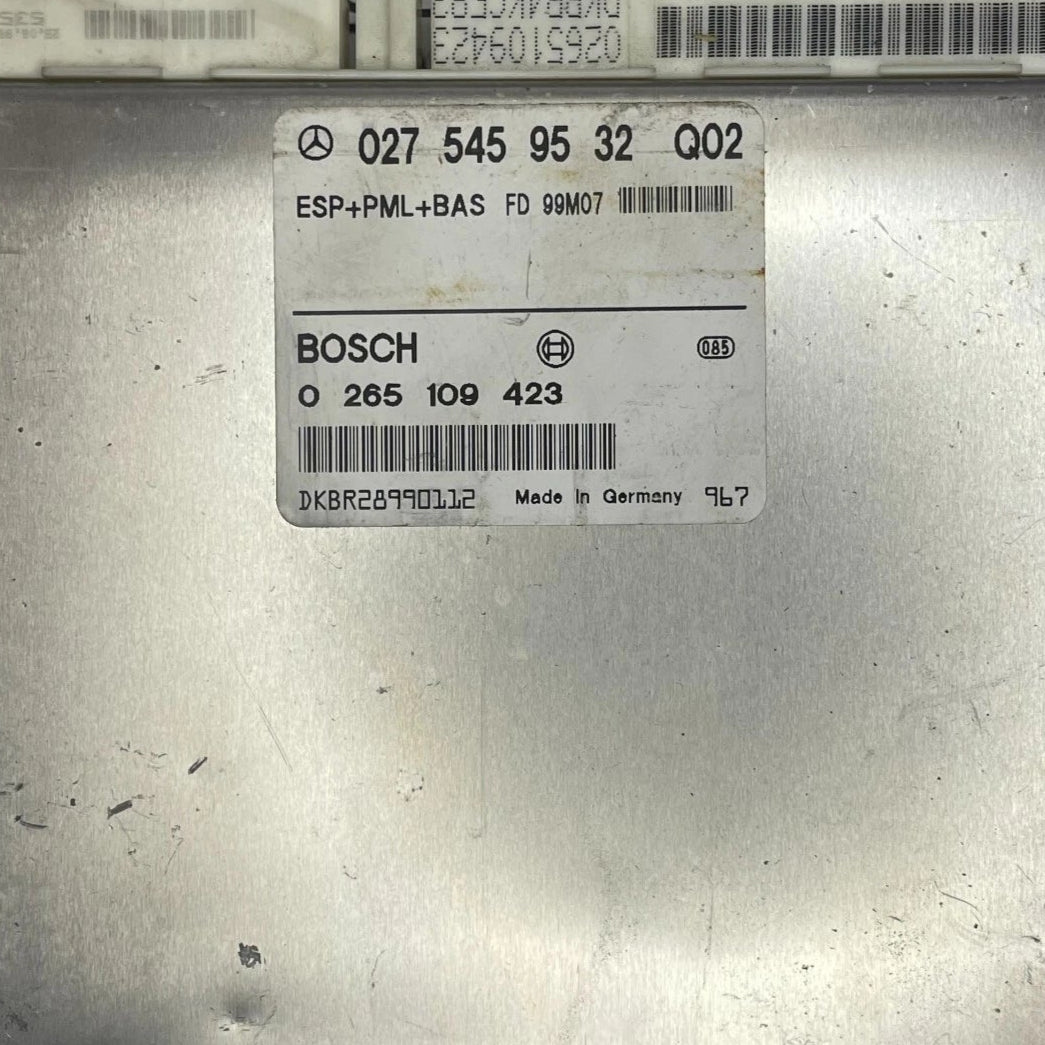 0265109423
027 545 95 32 Q02
ESP+PML+BAS FD 99M07
BOSCH
085
0 265 109 423
DKBR28990112 Made In Germany 967